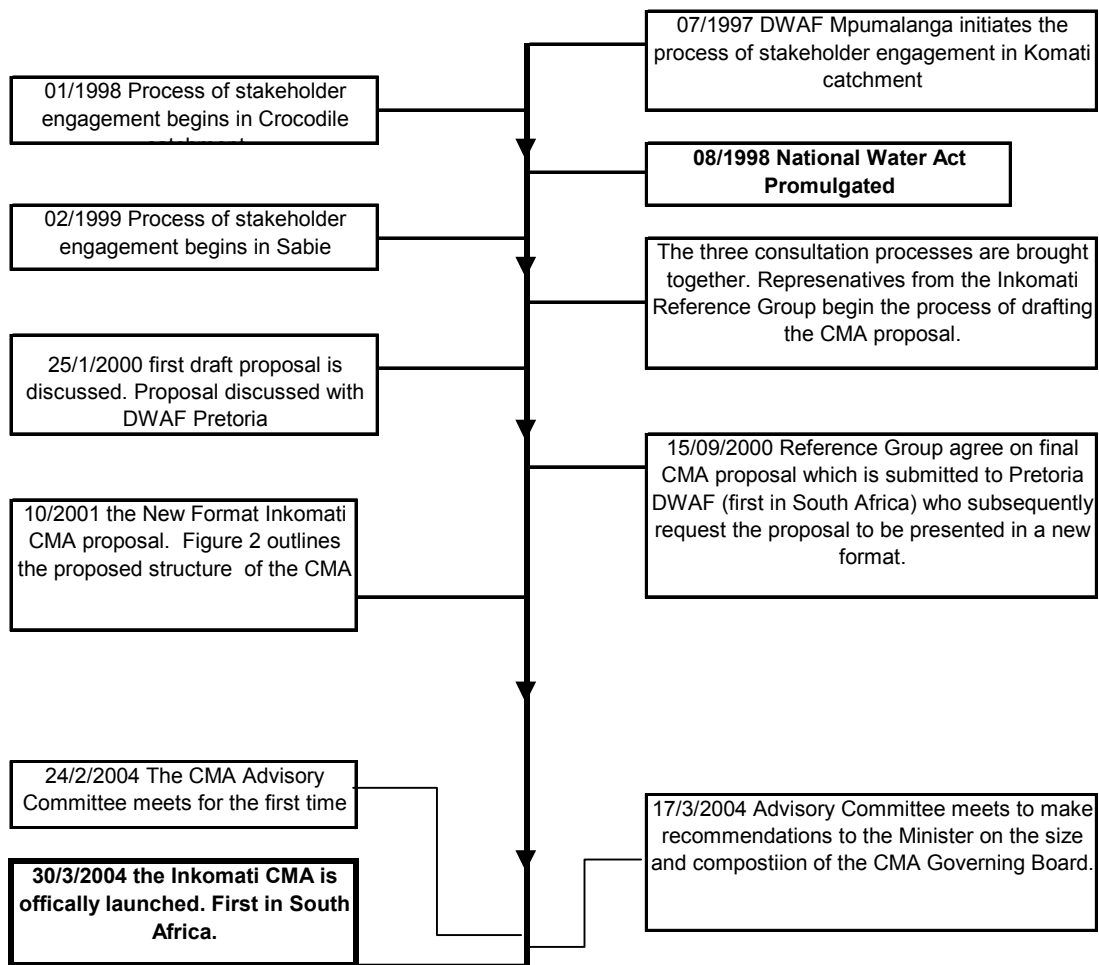 07/1997 DWAF Mpumalanga initiates the
process of stakeholder engagement in Komati
catchment
01/1998 Process of stakeholder
engagement begins in Crocodile
catchment
08/1998 National Water Act
Promulgated
02/1999 Process of stakeholder
engagement begins in Sabie
The three consultation processes are brought
together. Represenatives from the Inkomati
Reference Group begin the process of drafting
the CMA proposal.
25/1/2000 first draft proposal is
discussed. Proposal discussed with
DWAF Pretoria
15/09/2000 Reference Group agree on final
CMA proposal which is submitted to Pretoria
DWAF (first in South Africa) who subsequently
request the proposal to be presented in a new
format.
10/2001 the New Format Inkomati
CMA proposal. Figure 2 outlines
the proposed structure of the CMA
24/2/2004 The CMA Advisory
Committee meets for the first time
17/3/2004 Advisory Committee meets to make
recommendations to the Minister on the size
and compostiion of the CMA Governing Board.
30/3/2004 the Inkomati CMA is
offically launched. First in South
Africa.